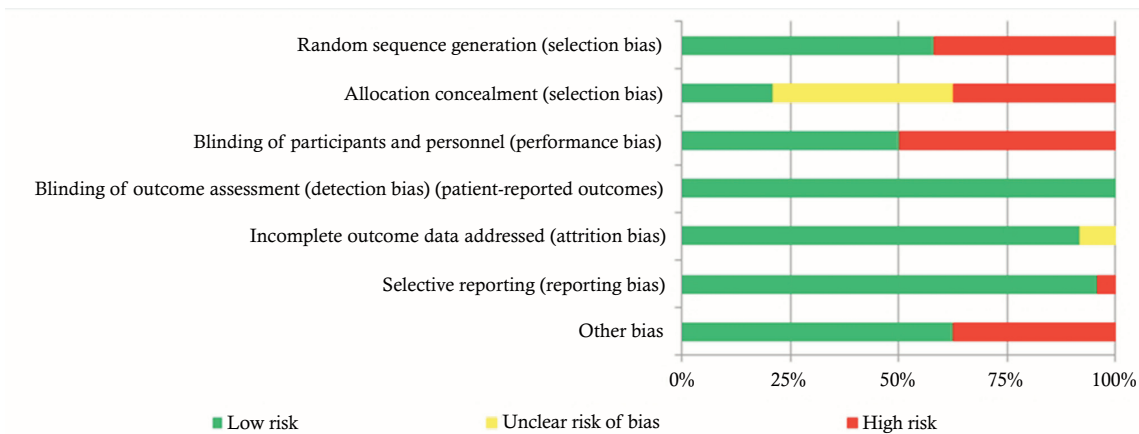 Random sequence generation (selection bias)
Allocation concealment (selection bias)
Blinding of participants and personnel (performance bias)
Blinding of outcome assessment (detection bias) (patient-reported outcomes)
Incomplete outcome data addressed (attrition bias)
Selective reporting (reporting bias)
Other bias
0% 25% 50% 75% 100%
Low risk Unclear risk of bias High risk